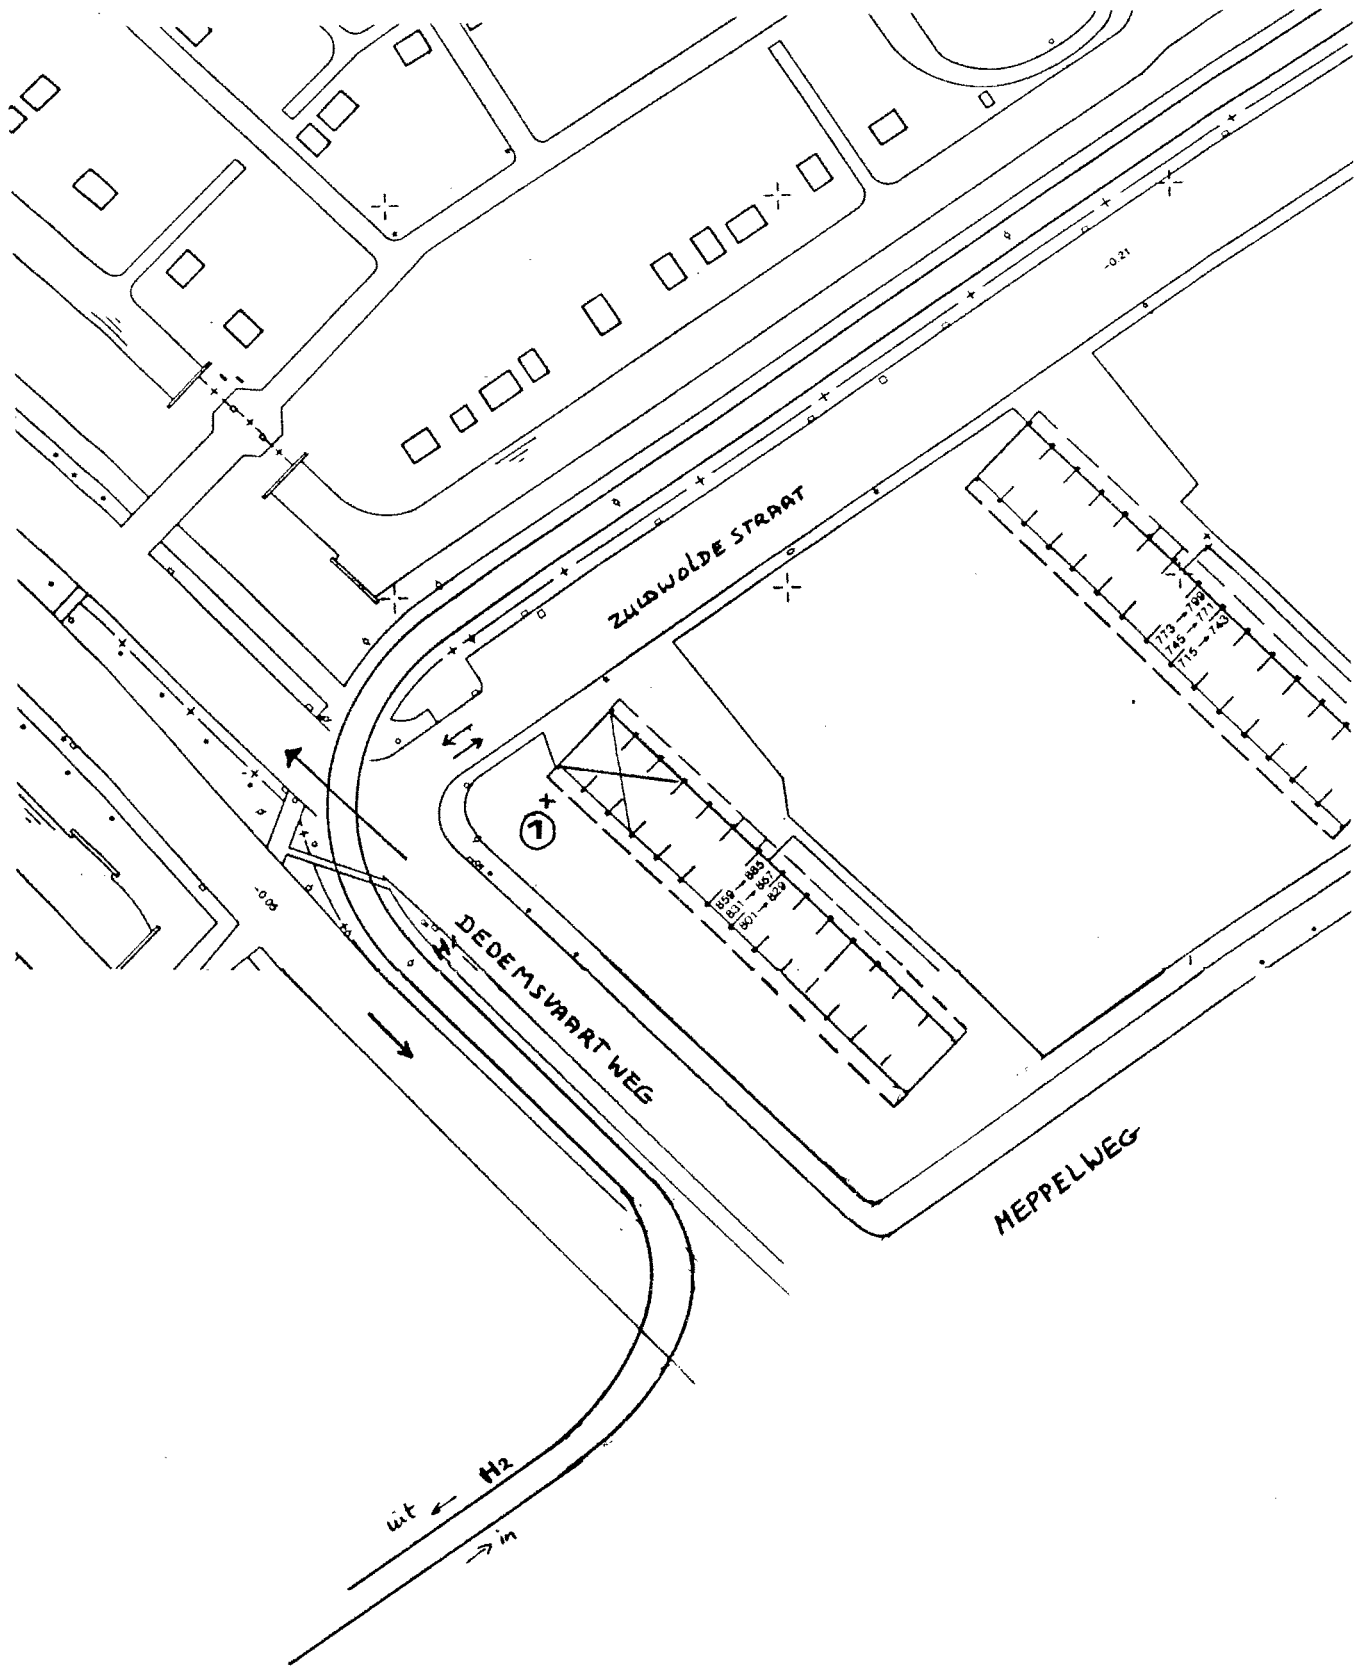 -0.21
ZUIDWOLDE STRAAT
773→799
745→771
715→743
1
859→885
831→857
801→829
-0.05
DEDEMSVAART WEG
MEPPELWEG
H2
uit ←
→ in